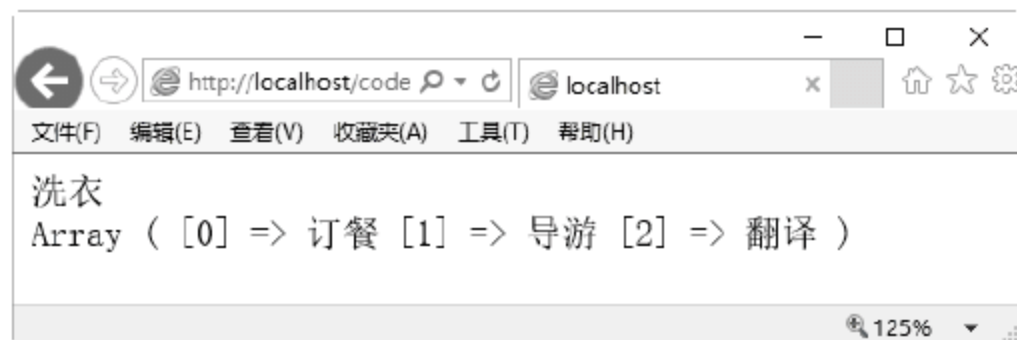 http://localhost/code
localhost
文件(F) 编辑(E) 查看(V) 收藏夹(A) 工具(T) 帮助(H)
洗衣
Array ( [0] => 订餐 [1] => 导游 [2] => 翻译 )
125%